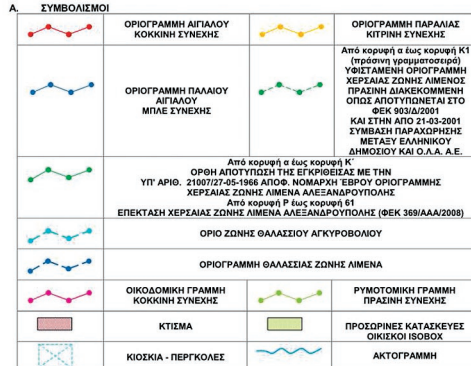 Α. ΣΥΜΒΟΛΙΣΜΟΙ
ΟΡΙΟΓΡΑΜΜΗ ΑΙΓΙΑΛΟΥ
ΚΟΚΚΙΝΗ ΣΥΝΕΧΗΣ
ΟΡΙΟΓΡΑΜΜΗ ΠΑΡΑΛΙΑΣ
ΚΙΤΡΙΝΗ ΣΥΝΕΧΗΣ
ΟΡΙΟΓΡΑΜΜΗ ΠΑΛΑΙΟΥ
ΑΙΓΙΑΛΟΥ
ΜΠΛΕ ΣΥΝΕΧΗΣ
Από κορυφή α έως κορυφή Κ1
(πράσινη γραμματοσειρά)
ΥΦΙΣΤΑΜΕΝΗ ΟΡΙΟΓΡΑΜΜΗ
ΧΕΡΣΑΙΑΣ ΖΩΝΗΣ ΛΙΜΕΝΟΣ
ΠΡΑΣΙΝΗ ΔΙΑΚΕΚΟΜΜΕΝΗ
ΟΠΩΣ ΑΠΟΤΥΠΩΝΕΤΑΙ ΣΤΟ
ΦΕΚ 903/Δ/2001
ΚΑΙ ΣΤΗΝ ΑΠΟ 21-03-2001
ΣΥΜΒΑΣΗ ΠΑΡΑΧΩΡΗΣΗΣ
ΜΕΤΑΞΥ ΕΛΛΗΝΙΚΟΥ
ΔΗΜΟΣΙΟΥ ΚΑΙ Ο.Λ.Α. Α.Ε.
Από κορυφή α έως κορυφή Κ΄
ΟΡΘΗ ΑΠΟΤΥΠΩΣΗ ΤΗΣ ΕΓΚΡΙΘΕΙΣΑΣ ΜΕ ΤΗΝ
ΥΠ' ΑΡΙΘ. 21007/27-05-1966 ΑΠΟΦ. ΝΟΜΑΡΧΗ ΈΒΡΟΥ ΟΡΙΟΓΡΑΜΜΗΣ
ΧΕΡΣΑΙΑΣ ΖΩΝΗΣ ΛΙΜΕΝΑ ΑΛΕΞΑΝΔΡΟΥΠΟΛΗΣ
Από κορυφή Ρ έως κορυφή 61
ΕΠΕΚΤΑΣΗ ΧΕΡΣΑΙΑΣ ΖΩΝΗΣ ΛΙΜΕΝΑ ΑΛΕΞΑΝΔΡΟΥΠΟΛΗΣ (ΦΕΚ 369/ΑΑΑ/2008)
ΟΡΙΟ ΖΩΝΗΣ ΘΑΛΑΣΣΙΟΥ ΑΓΚΥΡΟΒΟΛΙΟΥ
ΟΡΙΟΓΡΑΜΜΗ ΘΑΛΑΣΣΙΑΣ ΖΩΝΗΣ ΛΙΜΕΝΑ
ΟΙΚΟΔΟΜΙΚΗ ΓΡΑΜΜΗ
ΚΟΚΚΙΝΗ ΣΥΝΕΧΗΣ
ΡΥΜΟΤΟΜΙΚΗ ΓΡΑΜΜΗ
ΠΡΑΣΙΝΗ ΣΥΝΕΧΗΣ
ΚΤΙΣΜΑ
ΠΡΟΣΩΡΙΝΕΣ ΚΑΤΑΣΚΕΥΕΣ
ΟΙΚΙΣΚΟΙ ISOBOX
ΚΙΟΣΚΙΑ - ΠΕΡΓΚΟΛΕΣ
ΑΚΤΟΓΡΑΜΜΗ